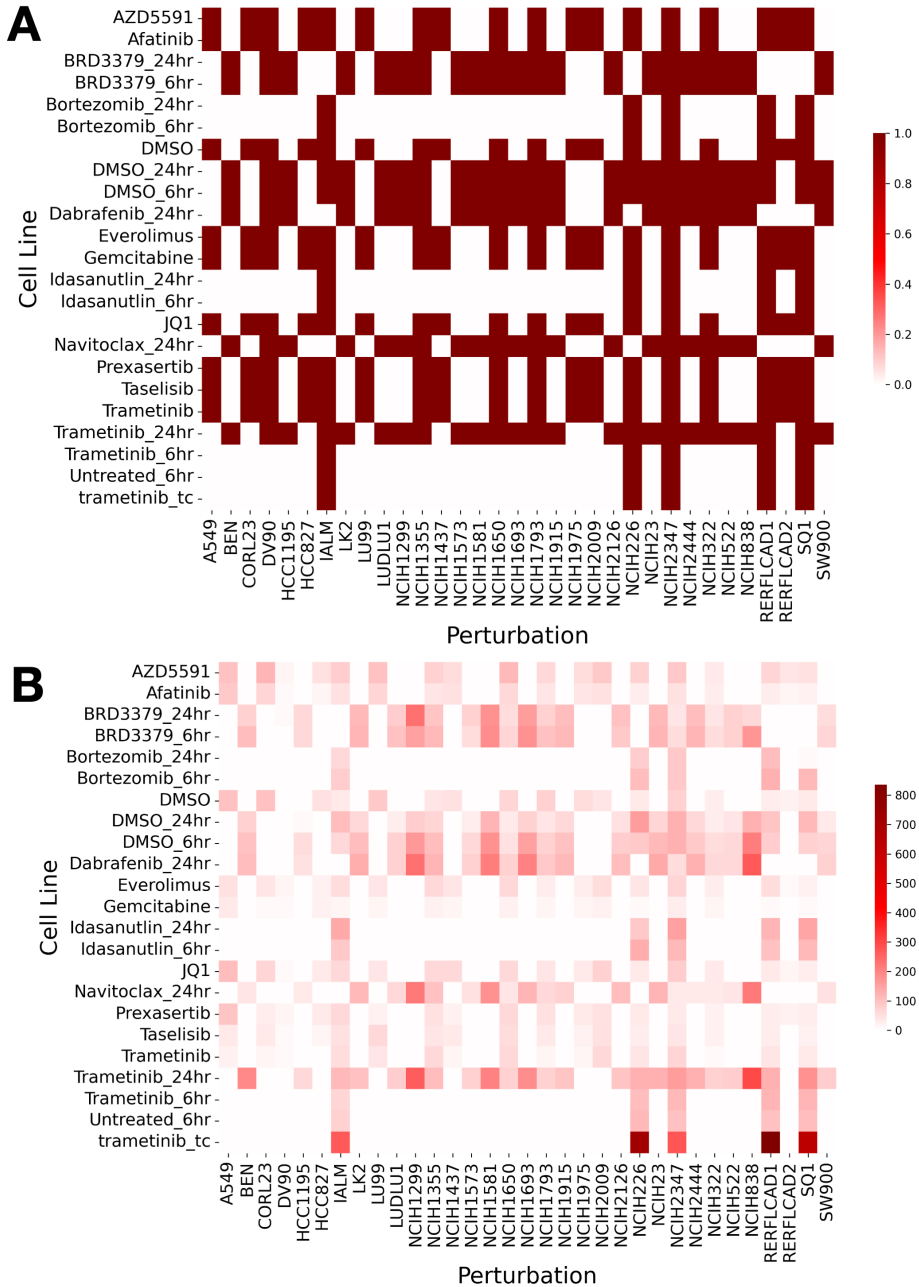 A
AZD5591
Afatinib
BRD3379_24hr
BRD3379_6hr
Bortezomib_24hr
Bortezomib_6hr
DMSO
DMSO_24hr
DMSO_6hr
Dabrafenib_24hr
Everolimus
Gemcitabine
Idasanutlin_24hr
Idasanutlin_6hr
JQ1
Navitoclax_24hr
Prexasertib
Taselisib
Trametinib
Trametinib_24hr
Trametinib_6hr
Untreated_6hr
trametinib_tc
Cell Line
1.0
0.8
0.6
0.4
0.2
0.0
A549
BEN
CORL23
DV90
HCC1195
HCC827
IALM
LK2
LU99
LUDLU1
NCIH1299
NCIH1355
NCIH1437
NCIH1573
NCIH1581
NCIH1650
NCIH1693
NCIH1793
NCIH1915
NCIH1975
NCIH2009
NCIH2126
NCIH226
NCIH23
NCIH2347
NCIH2444
NCIH322
NCIH522
NCIH838
RERFLCAD1
RERFLCAD2
SQ1
SW900
Perturbation
B
AZD5591
Afatinib
BRD3379_24hr
BRD3379_6hr
Bortezomib_24hr
Bortezomib_6hr
DMSO
DMSO_24hr
DMSO_6hr
Dabrafenib_24hr
Everolimus
Gemcitabine
Idasanutlin_24hr
Idasanutlin_6hr
JQ1
Navitoclax_24hr
Prexasertib
Taselisib
Trametinib
Trametinib_24hr
Trametinib_6hr
Untreated_6hr
trametinib_tc
Cell Line
800
700
600
500
400
300
200
100
0
A549
BEN
CORL23
DV90
HCC1195
HCC827
IALM
LK2
LU99
LUDLU1
NCIH1299
NCIH1355
NCIH1437
NCIH1573
NCIH1581
NCIH1650
NCIH1693
NCIH1793
NCIH1915
NCIH1975
NCIH2009
NCIH2126
NCIH226
NCIH23
NCIH2347
NCIH2444
NCIH322
NCIH522
NCIH838
RERFLCAD1
RERFLCAD2
SQ1
SW900
Perturbation